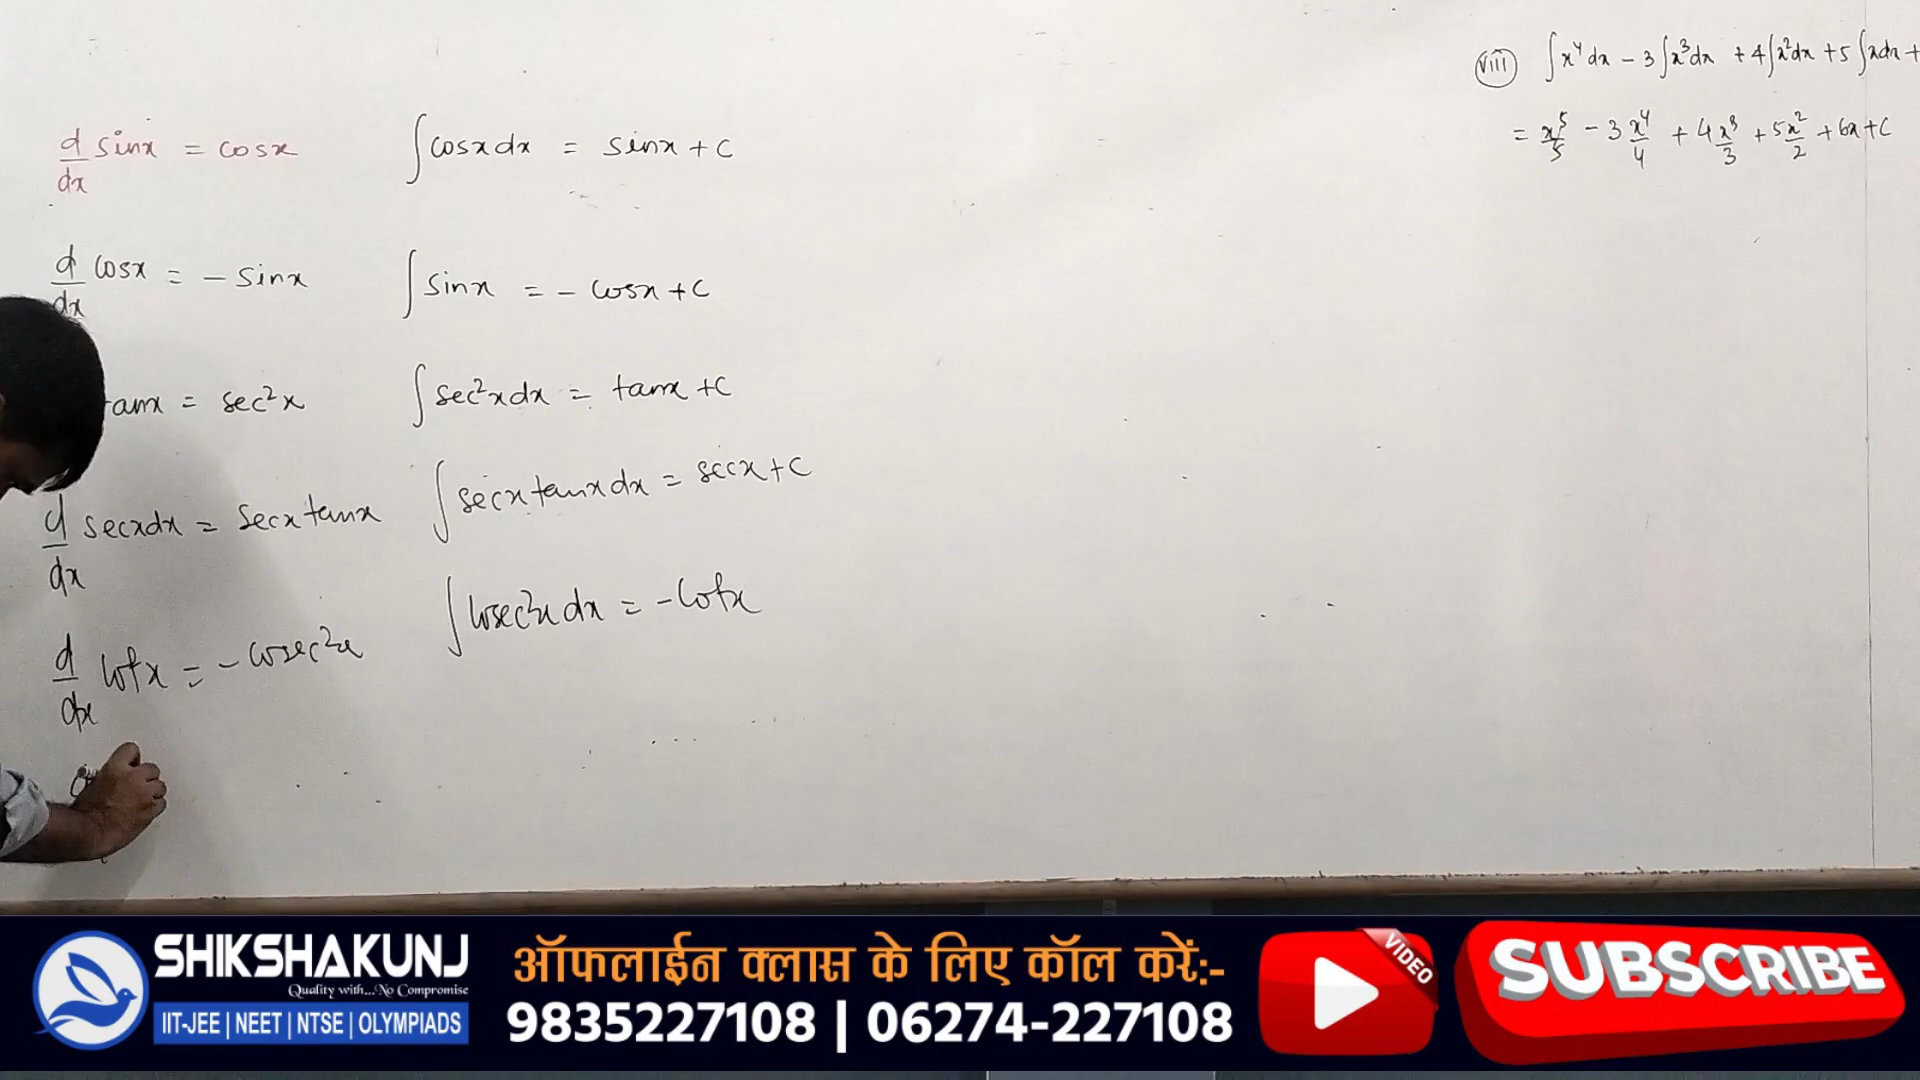 (viii) ∫x⁴dx - 3∫x³dx + 4∫x²dx + 5∫xdx +
= x⁵/5 - 3x⁴/4 + 4x³/3 + 5x²/2 + 6x + C
d/dx sinx = cosx ∫cosx dx = sinx + c
d/dx cosx = - sinx ∫sinx = - cosx + c
tanx = sec²x ∫sec²x dx = tanx + c
d/dx secxdx = secx tanx ∫secx tanx dx = secx + c
d/dx cotx = - cosec²x ∫cosec²x dx = - cotx
SHIKSHAKUNJ
Quality with...No Compromise
IIT-JEE | NEET | NTSE | OLYMPIADS
ऑफलाईन क्लास के लिए कॉल करें:-
9835227108 | 06274-227108
VIDEO
SUBSCRIBE